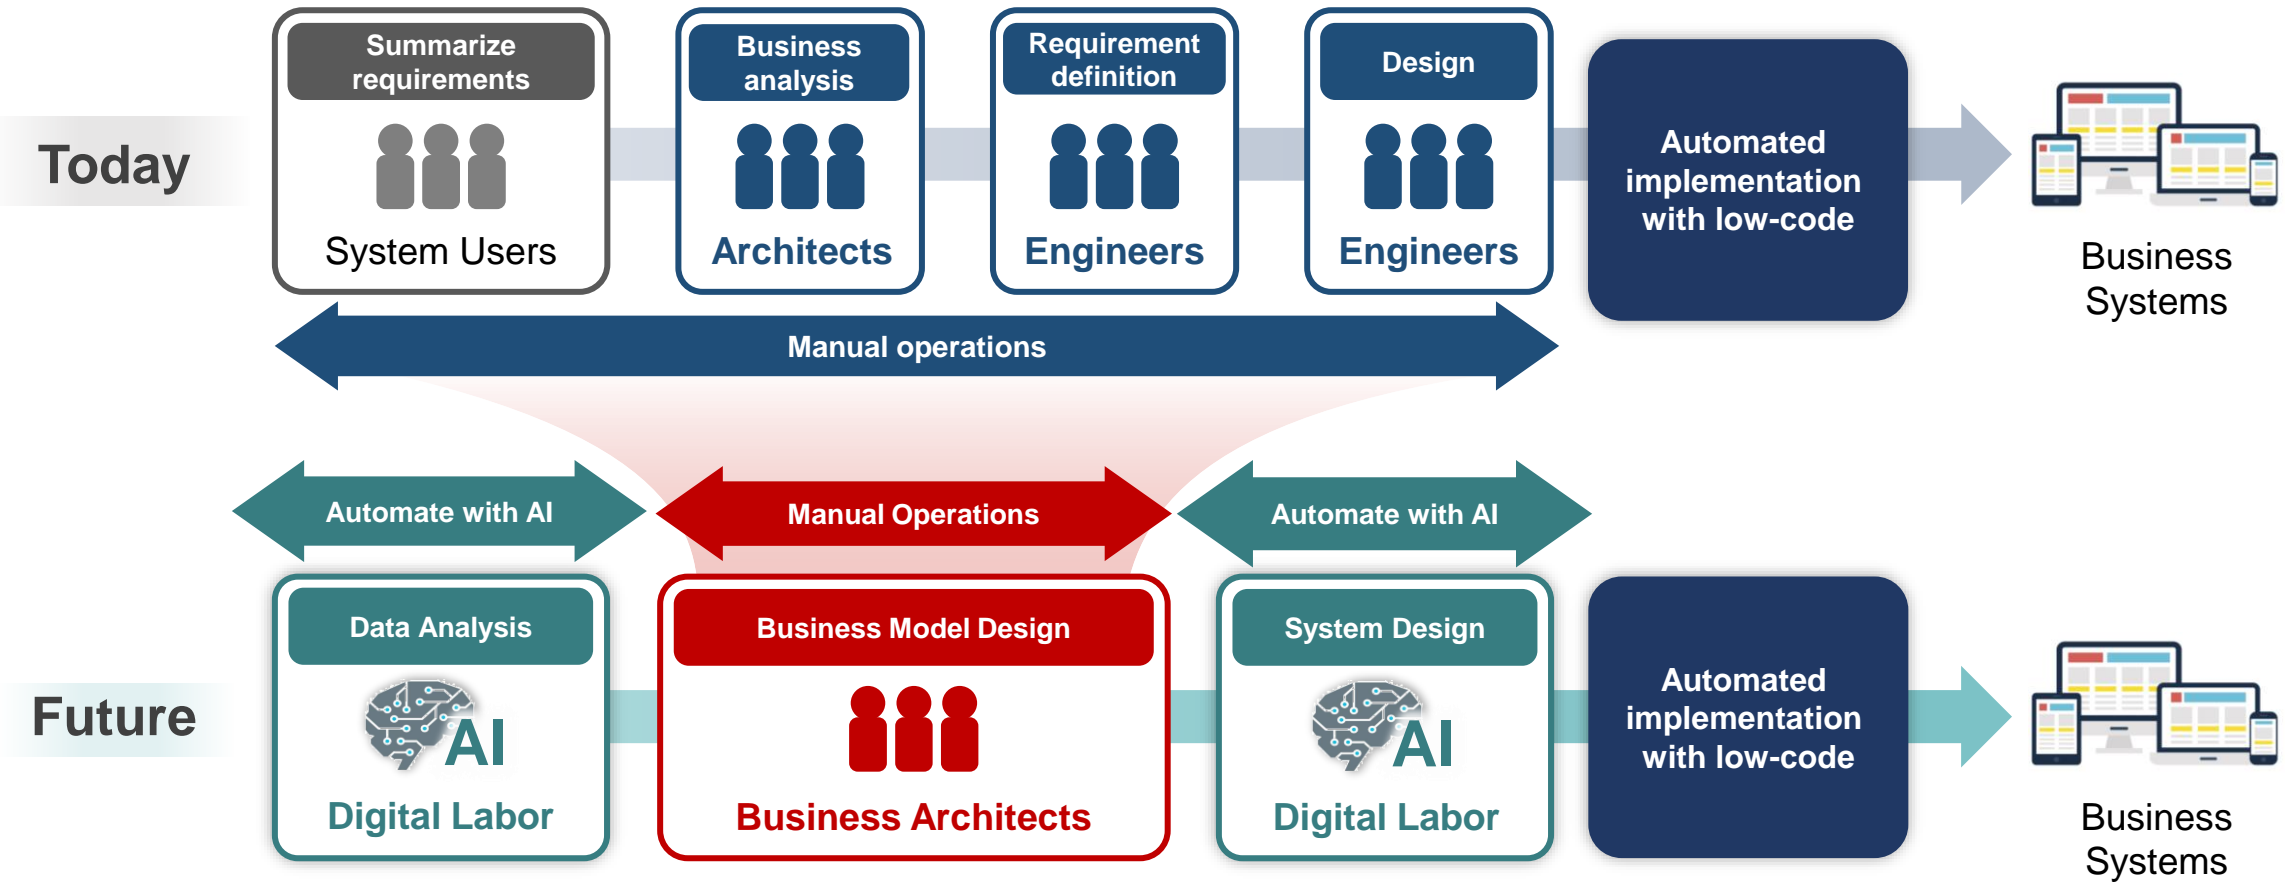 Today
Summarize
requirements
System Users
Business
analysis
Architects
Requirement
definition
Engineers
Design
Engineers
Automated
implementation
with low-code
Business
Systems
Manual operations
Automate with AI
Manual Operations
Automate with AI
Future
Data Analysis
AI
Digital Labor
Business Model Design
Business Architects
System Design
AI
Digital Labor
Automated
implementation
with low-code
Business
Systems